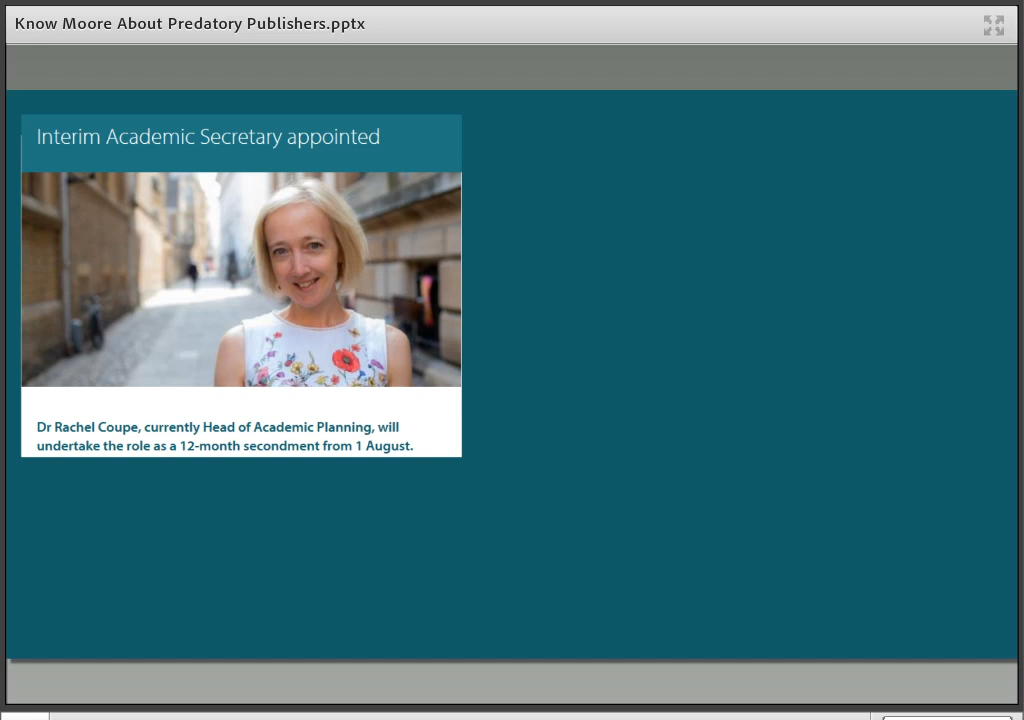 Know Moore About Predatory Publishers.pptx
Interim Academic Secretary appointed
Dr Rachel Coupe, currently Head of Academic Planning, will
undertake the role as a 12-month secondment from 1 August.